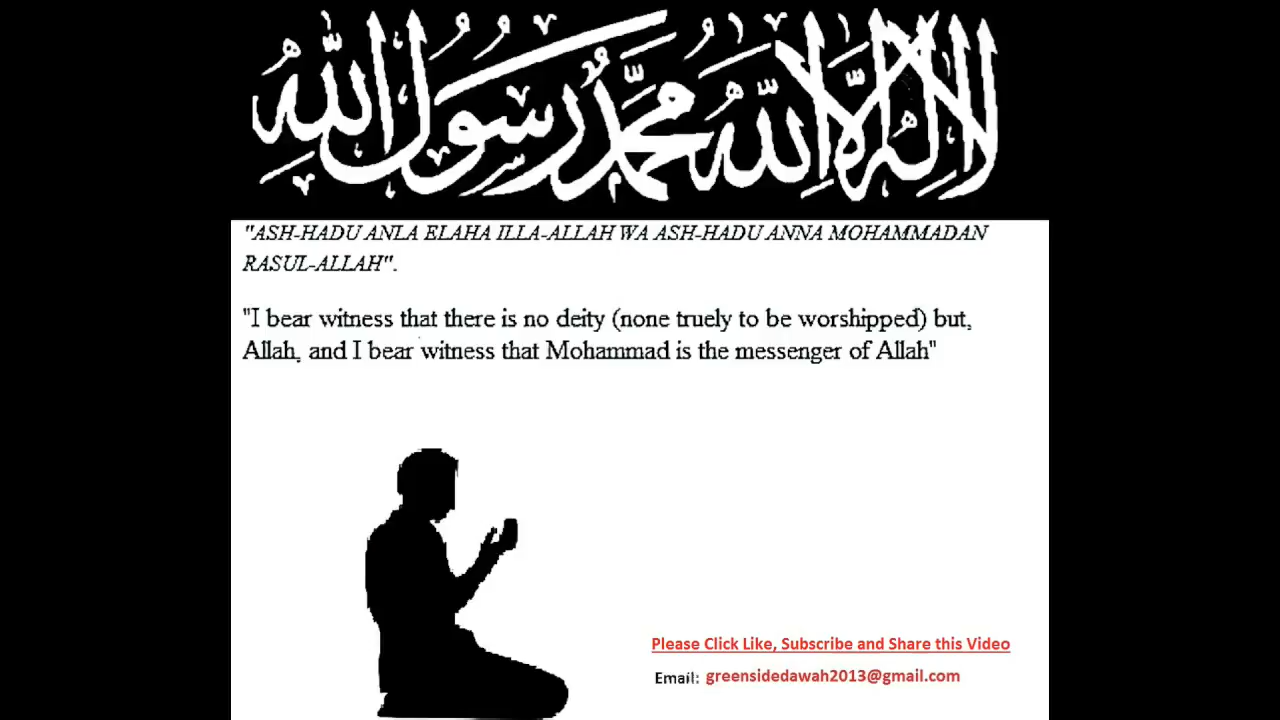 لا إله إلا الله محمد رسول الله
"ASH-HADU ANLA ELAHA ILLA-ALLAH WA ASH-HADU ANNA MOHAMMADAN
RASUL-ALLAH".
"I bear witness that there is no deity (none truely to be worshipped) but,
Allah, and I bear witness that Mohammad is the messenger of Allah"
Please Click Like, Subscribe and Share this Video
Email: greensidedawah2013@gmail.com